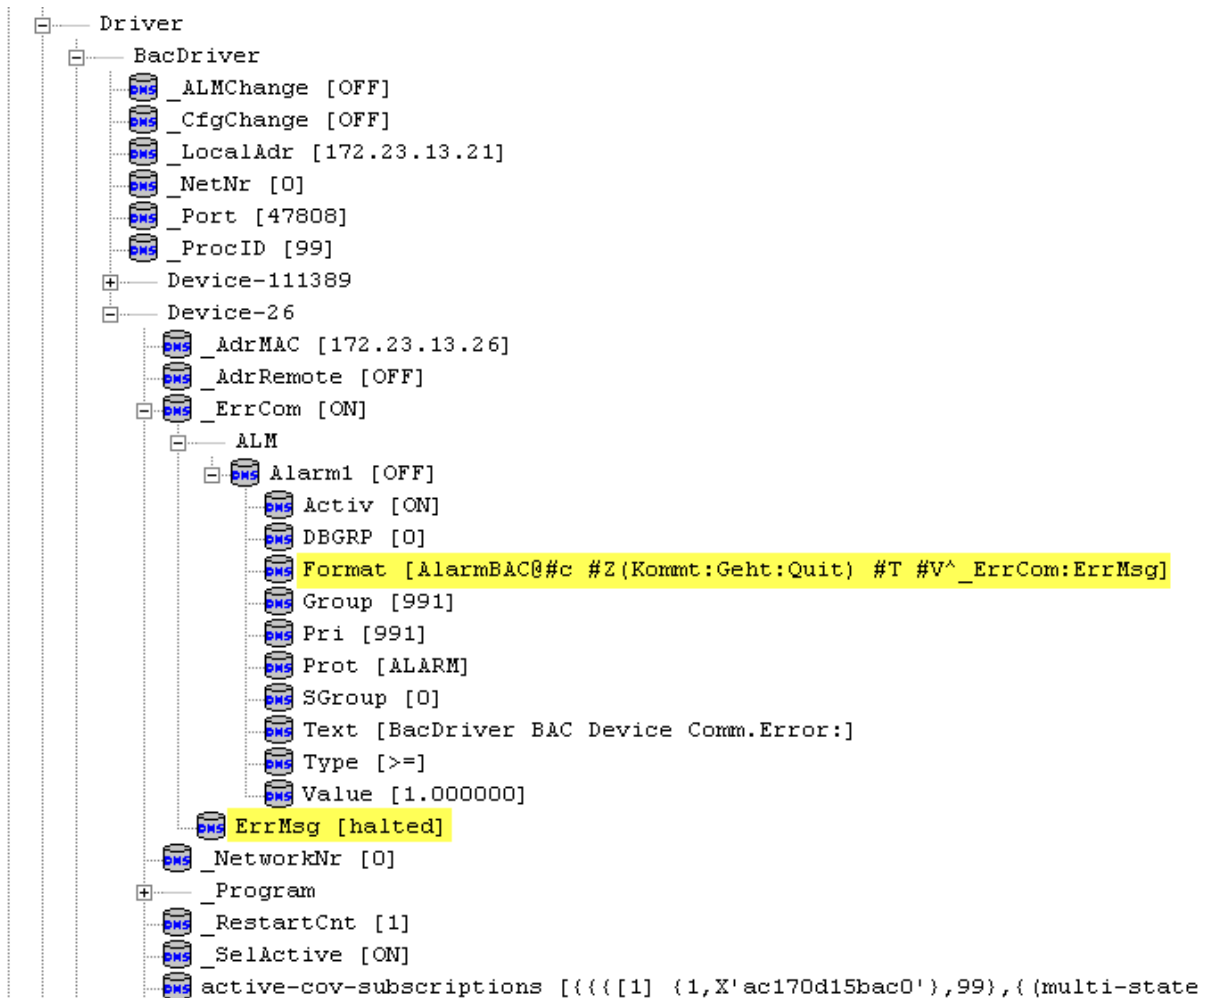 Driver
BacDriver
_ALMChange [OFF]
_CfgChange [OFF]
_LocalAdr [172.23.13.21]
_NetNr [0]
_Port [47808]
_ProcID [99]
Device-111389
Device-26
_AdrMAC [172.23.13.26]
_AdrRemote [OFF]
_ErrCom [ON]
ALM
Alarm1 [OFF]
Activ [ON]
DBGRP [0]
Format [AlarmBAC@#c #Z(Kommt:Geht:Quit) #T #V^_ErrCom:ErrMsg]
Group [991]
Pri [991]
Prot [ALARM]
SGroup [0]
Text [BacDriver BAC Device Comm.Error:]
Type [>=]
Value [1.000000]
ErrMsg [halted]
_NetworkNr [0]
_Program
_RestartCnt [1]
_SelActive [ON]
active-cov-subscriptions [{{{[1] {1,X'ac170d15bac0'},99},{(multi-state